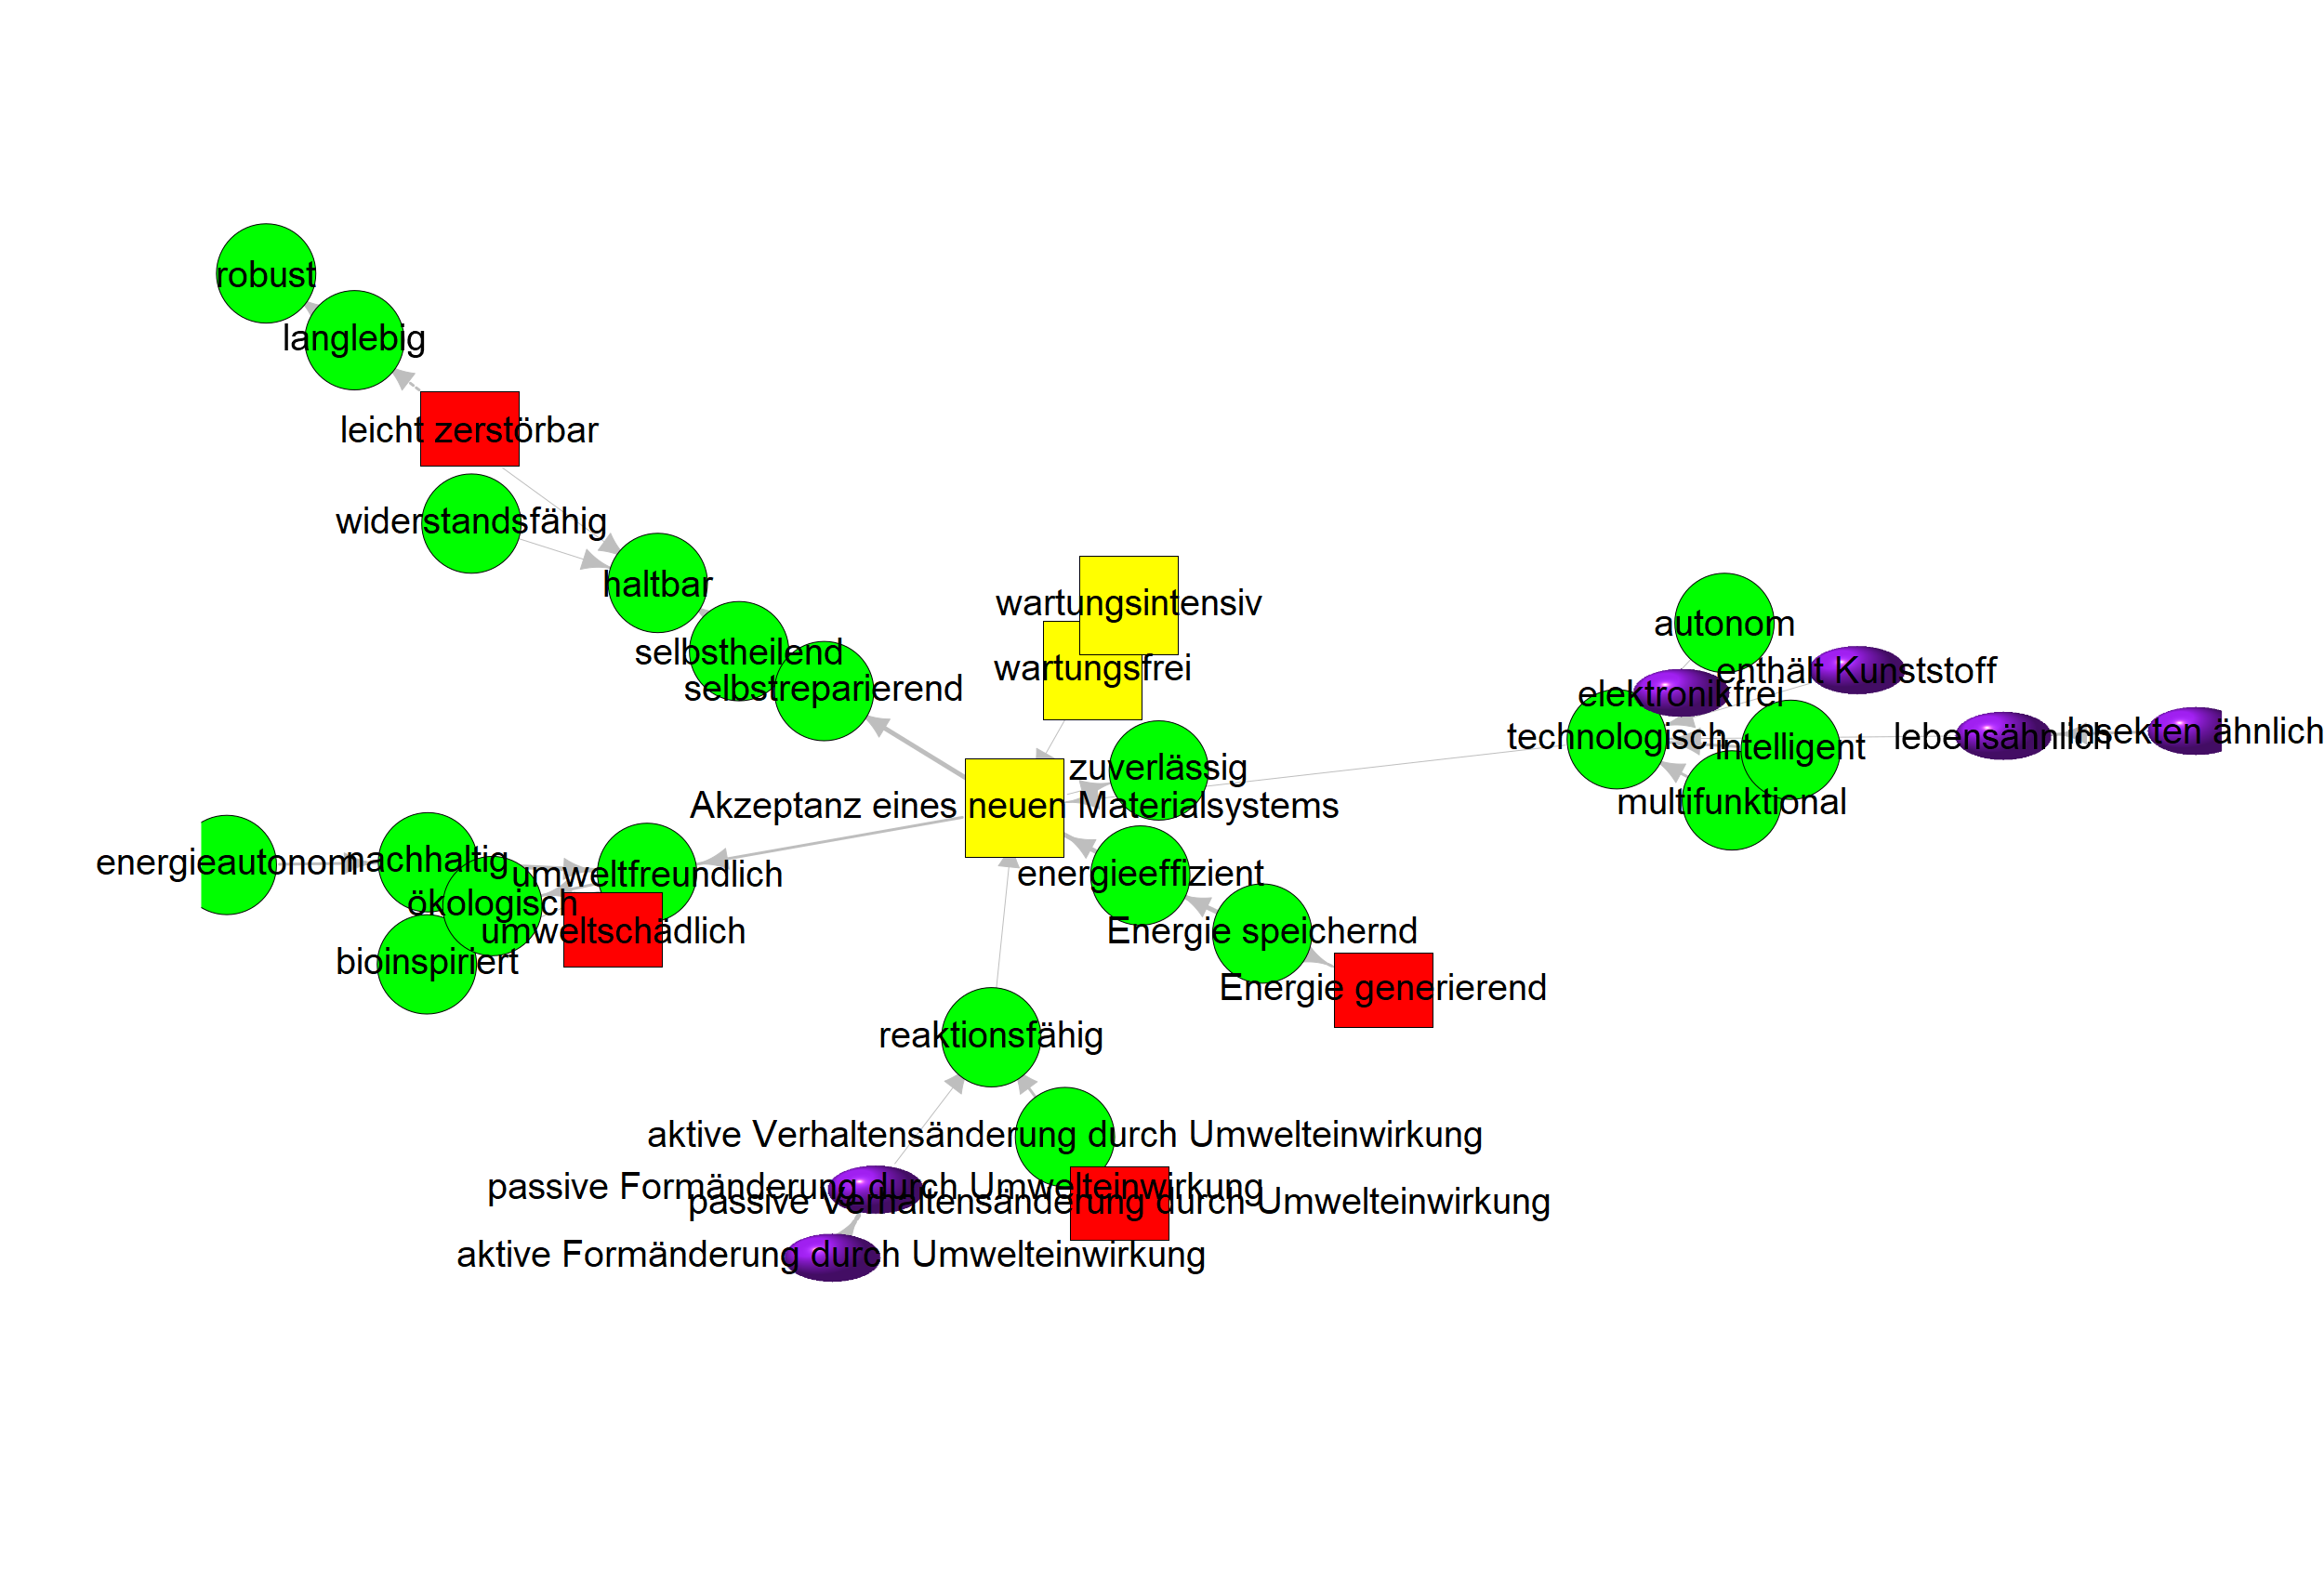 robust
langlebig
leicht zerstörbar
widerstandsfähig
haltbar
wartungsintensiv
autonom
selbstheilend
wartungsfrei
enthält Kunststoff
selbstreparierend
elektronikfrei
technologisch
intelligent
lebensähnlich
Insekten ähnlich
zuverlässig
Akzeptanz eines neuen Materialsystems
multifunktional
energieautonom
nachhaltig
umweltfreundlich
energieeffizient
ökologisch
umweltschädlich
Energie speichernd
bioinspiriert
Energie generierend
reaktionsfähig
aktive Verhaltensänderung durch Umwelteinwirkung
passive Formänderung durch Umwelteinwirkung
passive Verhaltensänderung durch Umwelteinwirkung
aktive Formänderung durch Umwelteinwirkung